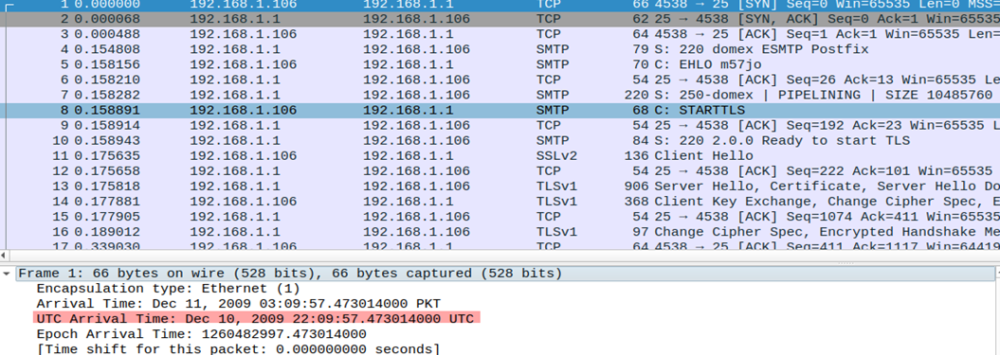 1 0.000000 192.168.1.106 192.168.1.1 TCP 66 4538 → 25 [SYN] Seq=0 Win=65535 Len=0 MSS=
2 0.000068 192.168.1.1 192.168.1.106 TCP 62 25 → 4538 [SYN, ACK] Seq=0 Ack=1 Win=65535
3 0.000488 192.168.1.106 192.168.1.1 TCP 64 4538 → 25 [ACK] Seq=1 Ack=1 Win=65535 Len=
4 0.154808 192.168.1.1 192.168.1.106 SMTP 79 S: 220 domex ESMTP Postfix
5 0.158156 192.168.1.106 192.168.1.1 SMTP 70 C: EHLO m57jo
6 0.158210 192.168.1.1 192.168.1.106 TCP 54 25 → 4538 [ACK] Seq=26 Ack=13 Win=65535 Le
7 0.158282 192.168.1.1 192.168.1.106 SMTP 220 S: 250-domex | PIPELINING | SIZE 10485760
8 0.158891 192.168.1.106 192.168.1.1 SMTP 68 C: STARTTLS
9 0.158914 192.168.1.1 192.168.1.106 TCP 54 25 → 4538 [ACK] Seq=192 Ack=23 Win=65535 L
10 0.158943 192.168.1.1 192.168.1.106 SMTP 84 S: 220 2.0.0 Ready to start TLS
11 0.175635 192.168.1.106 192.168.1.1 SSLv2 136 Client Hello
12 0.175658 192.168.1.1 192.168.1.106 TCP 54 25 → 4538 [ACK] Seq=222 Ack=101 Win=65535
13 0.175818 192.168.1.1 192.168.1.106 TLSv1 906 Server Hello, Certificate, Server Hello Do
14 0.177881 192.168.1.106 192.168.1.1 TLSv1 368 Client Key Exchange, Change Cipher Spec, E
15 0.177905 192.168.1.1 192.168.1.106 TCP 54 25 → 4538 [ACK] Seq=1074 Ack=411 Win=65535
16 0.189012 192.168.1.1 192.168.1.106 TLSv1 97 Change Cipher Spec, Encrypted Handshake Me
17 0.339030 192.168.1.106 192.168.1.1 TCP 64 4538 → 25 [ACK] Seq=411 Ack=1117 Win=64419
Frame 1: 66 bytes on wire (528 bits), 66 bytes captured (528 bits)
Encapsulation type: Ethernet (1)
Arrival Time: Dec 11, 2009 03:09:57.473014000 PKT
UTC Arrival Time: Dec 10, 2009 22:09:57.473014000 UTC
Epoch Arrival Time: 1260482997.473014000
[Time shift for this packet: 0.000000000 seconds]